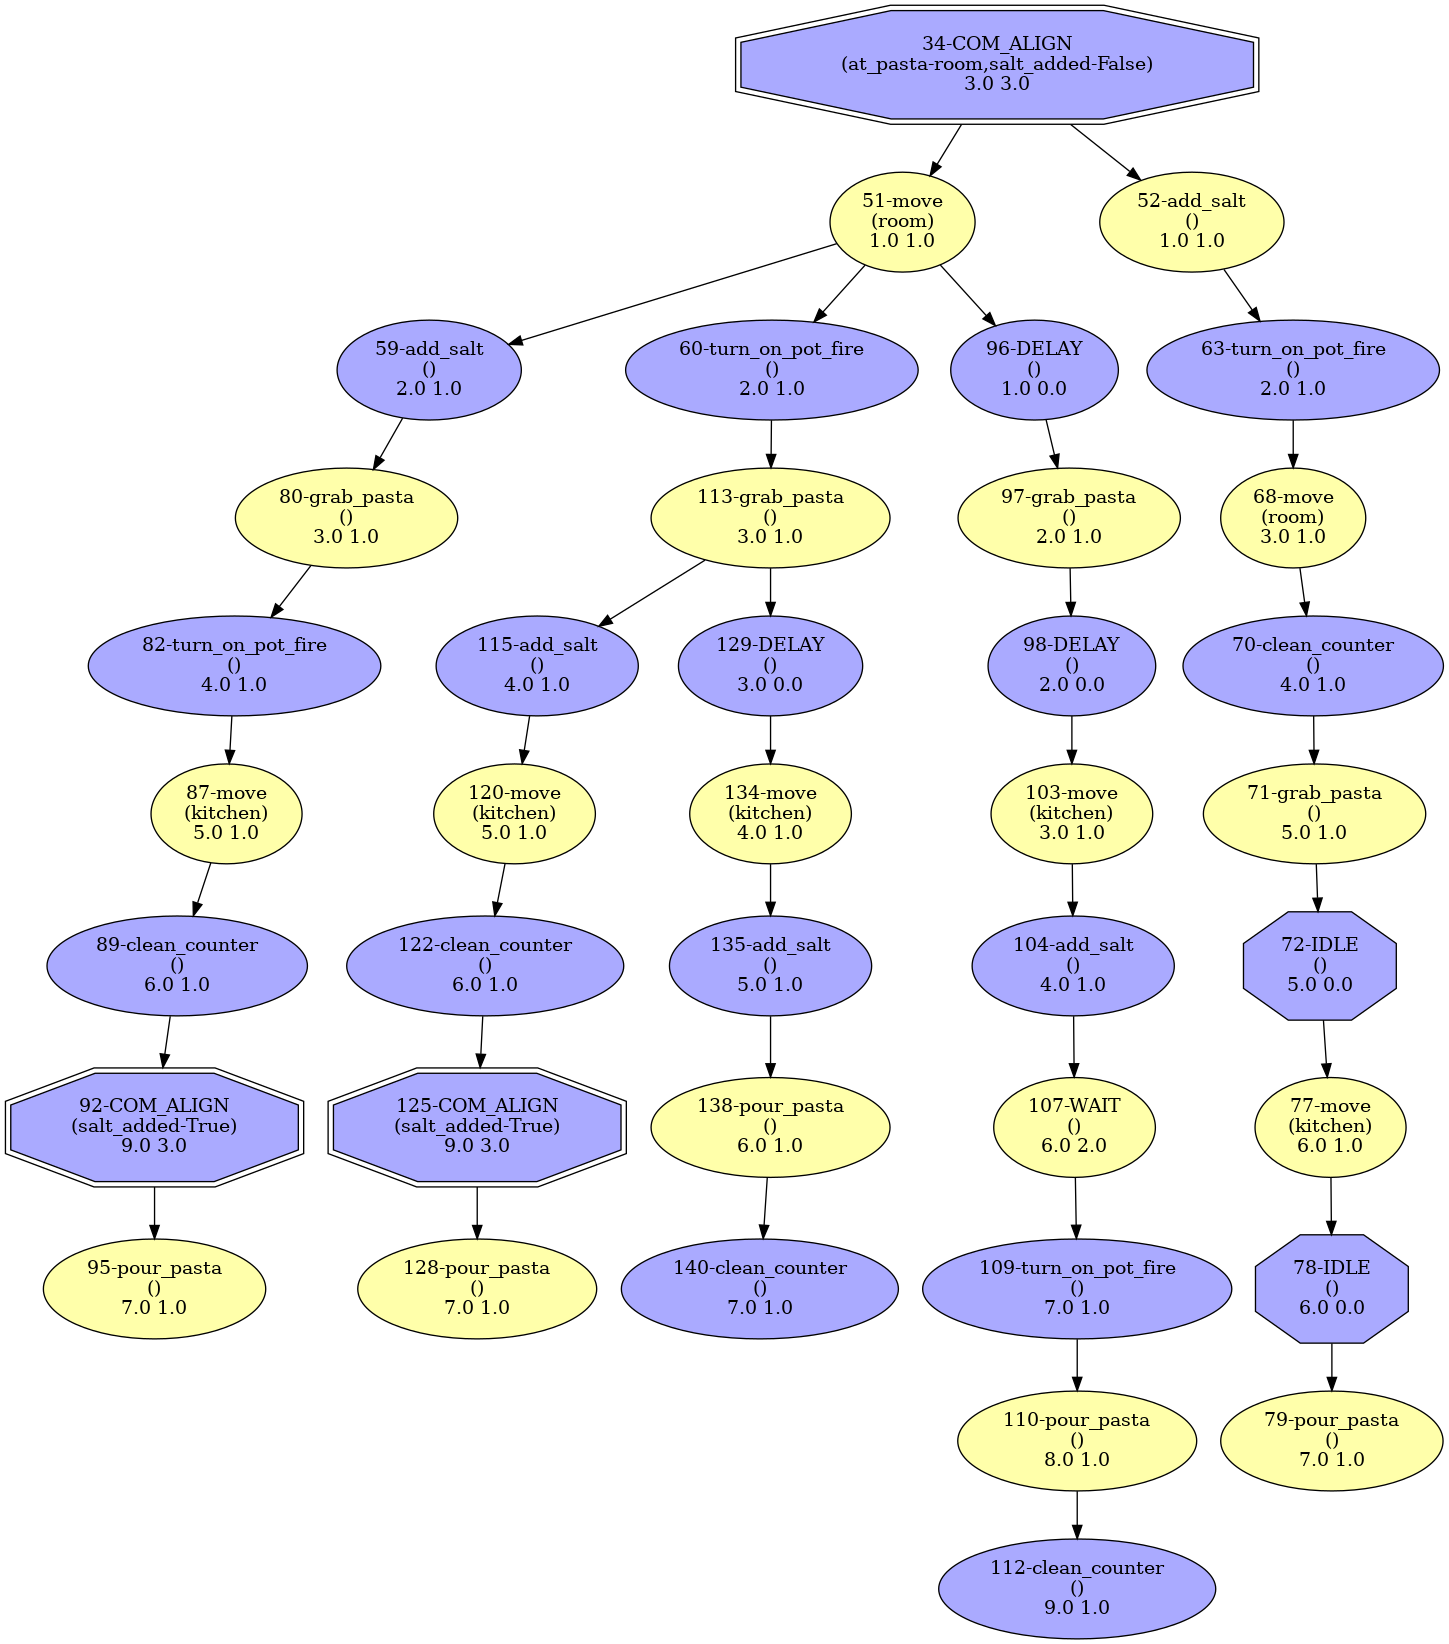 34-COM_ALIGN
(at_pasta-room,salt_added-False)
3.0 3.0
51-move
(room)
1.0 1.0
52-add_salt
()
1.0 1.0
59-add_salt
()
2.0 1.0
60-turn_on_pot_fire
()
2.0 1.0
96-DELAY
()
1.0 0.0
63-turn_on_pot_fire
()
2.0 1.0
80-grab_pasta
()
3.0 1.0
113-grab_pasta
()
3.0 1.0
97-grab_pasta
()
2.0 1.0
68-move
(room)
3.0 1.0
82-turn_on_pot_fire
()
4.0 1.0
115-add_salt
()
4.0 1.0
129-DELAY
()
3.0 0.0
98-DELAY
()
2.0 0.0
70-clean_counter
()
4.0 1.0
87-move
(kitchen)
5.0 1.0
120-move
(kitchen)
5.0 1.0
134-move
(kitchen)
4.0 1.0
103-move
(kitchen)
3.0 1.0
71-grab_pasta
()
5.0 1.0
89-clean_counter
()
6.0 1.0
122-clean_counter
()
6.0 1.0
135-add_salt
()
5.0 1.0
104-add_salt
()
4.0 1.0
72-IDLE
()
5.0 0.0
92-COM_ALIGN
(salt_added-True)
9.0 3.0
125-COM_ALIGN
(salt_added-True)
9.0 3.0
138-pour_pasta
()
6.0 1.0
107-WAIT
()
6.0 2.0
77-move
(kitchen)
6.0 1.0
95-pour_pasta
()
7.0 1.0
128-pour_pasta
()
7.0 1.0
140-clean_counter
()
7.0 1.0
109-turn_on_pot_fire
()
7.0 1.0
78-IDLE
()
6.0 0.0
110-pour_pasta
()
8.0 1.0
79-pour_pasta
()
7.0 1.0
112-clean_counter
()
9.0 1.0